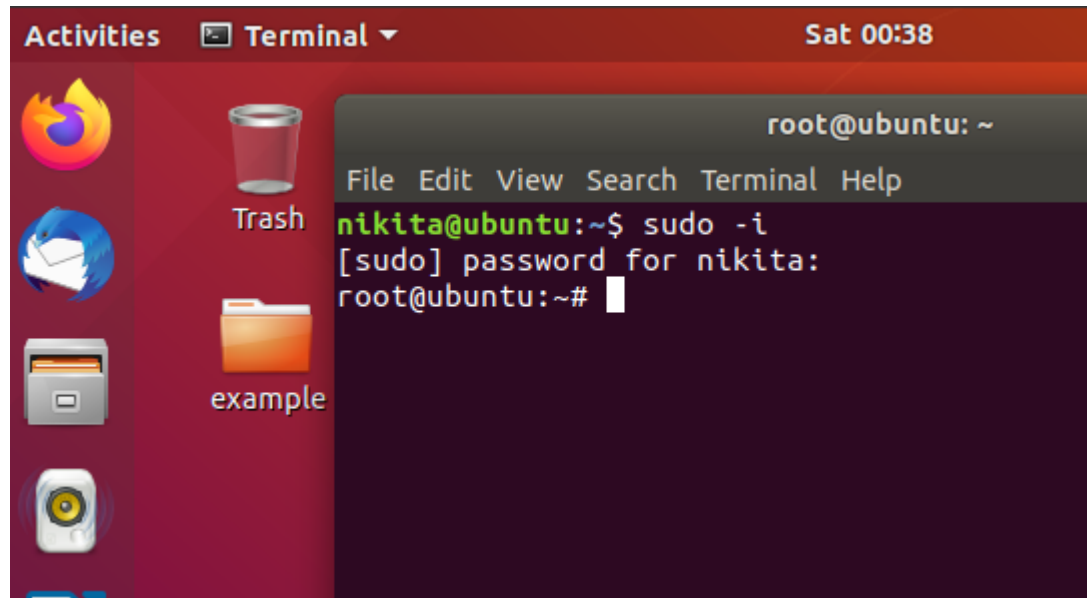 Activities Terminal Sat 00:38
root@ubuntu: ~
File Edit View Search Terminal Help
Trash
nikita@ubuntu:~$ sudo -i
[sudo] password for nikita:
root@ubuntu:~#
example